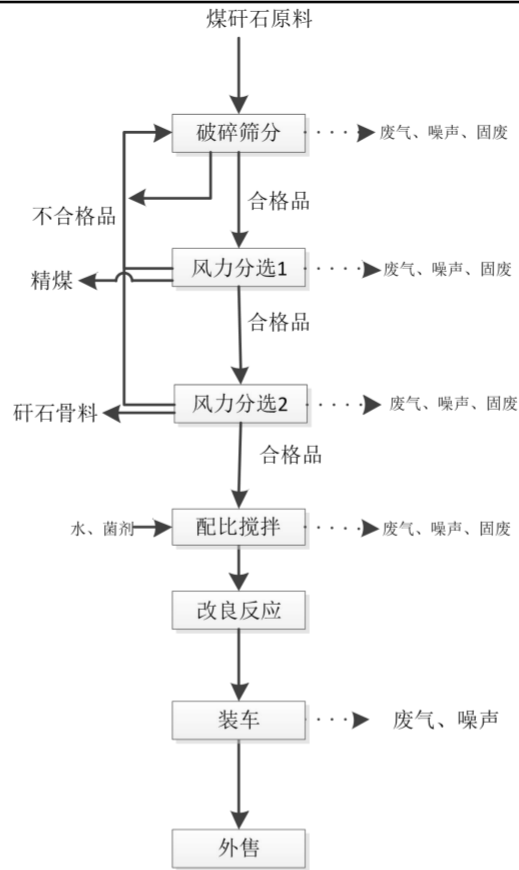 煤矸石原料
破碎筛分
废气、噪声、固废
不合格品
合格品
风力分选1
废气、噪声、固废
精煤
合格品
风力分选2
废气、噪声、固废
矸石骨料
合格品
水、菌剂
配比搅拌
废气、噪声、固废
改良反应
装车
废气、噪声
外售